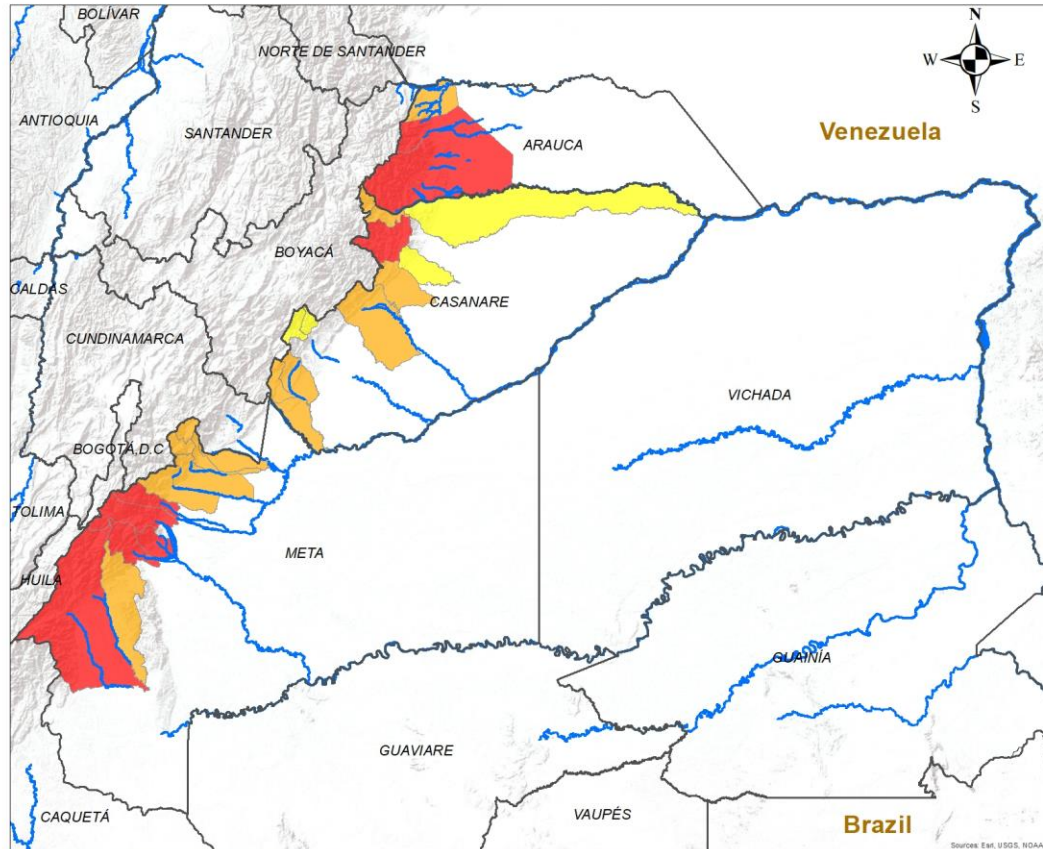 BOLÍVAR
NORTE DE SANTANDER
N
W
E
S
ANTIOQUIA
SANTANDER
ARAUCA
Venezuela
BOYACÁ
CALDAS
CASANARE
CUNDINAMARCA
VICHADA
BOGOTÁ,D.C
TOLIMA
META
HUILA
GUAINÍA
GUAVIARE
CAQUETÁ
VAUPÉS
Brazil
Sources: Esri, USGS, NOAA